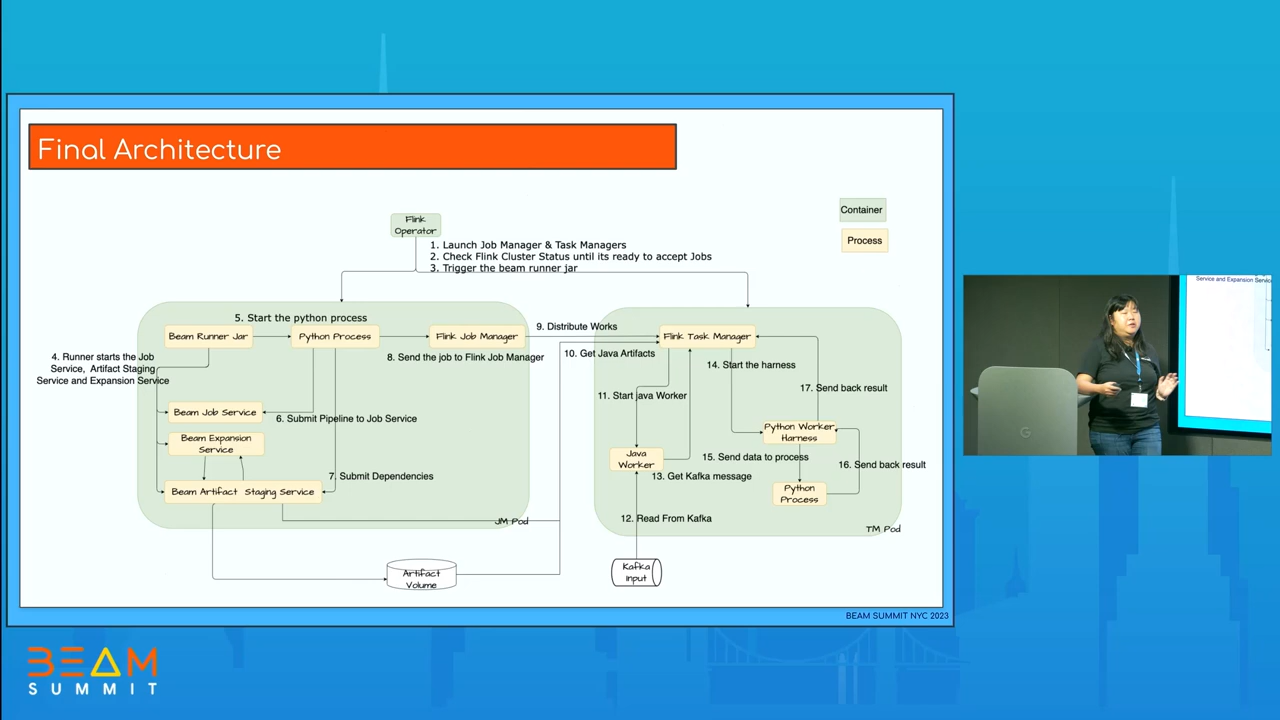 Final Architecture
Container
Process
Flink
Operator
1. Launch Job Manager & Task Managers
2. Check Flink Cluster Status until its ready to accept Jobs
3. Trigger the beam runner jar
5. Start the python process
Beam Runner Jar
Python Process
Flink Job Manager
9. Distribute Works
Flink Task Manager
4. Runner starts the Job
Service, Artifact Staging
Service and Expansion Service
8. Send the job to Flink Job Manager
10. Get Java Artifacts
14. Start the harness
17. Send back result
11. Start java Worker
Beam Job Service
6. Submit Pipeline to Job Service
Beam Expansion
Service
Python Worker
Harness
Java
Worker
15. Send data to process
16. Send back result
13. Get Kafka message
7. Submit Dependencies
Beam Artifact Staging Service
Python
Process
JM Pod
12. Read From Kafka
TM Pod
Artifact
Volume
Kafka
Input
BEAM SUMMIT NYC 2023
Service and Expansion Service
G
BEAM
SUMMIT